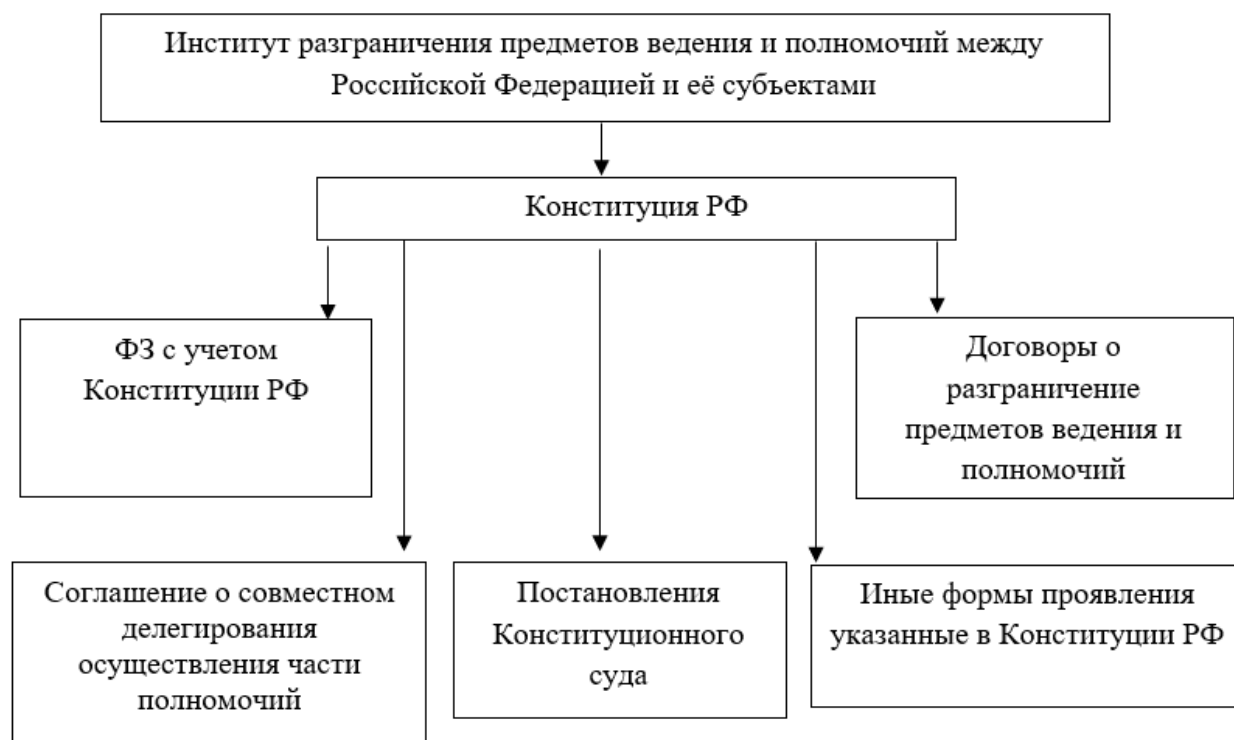 Институт разграничения предметов ведения и полномочий между
Российской Федерацией и её субъектами
Конституция РФ
ФЗ с учетом
Конституции РФ
Договоры о
разграничение
предметов ведения и
полномочий
Соглашение о совместном
делегирования
осуществления части
полномочий
Постановления
Конституционного
суда
Иные формы проявления
указанные в Конституции РФ